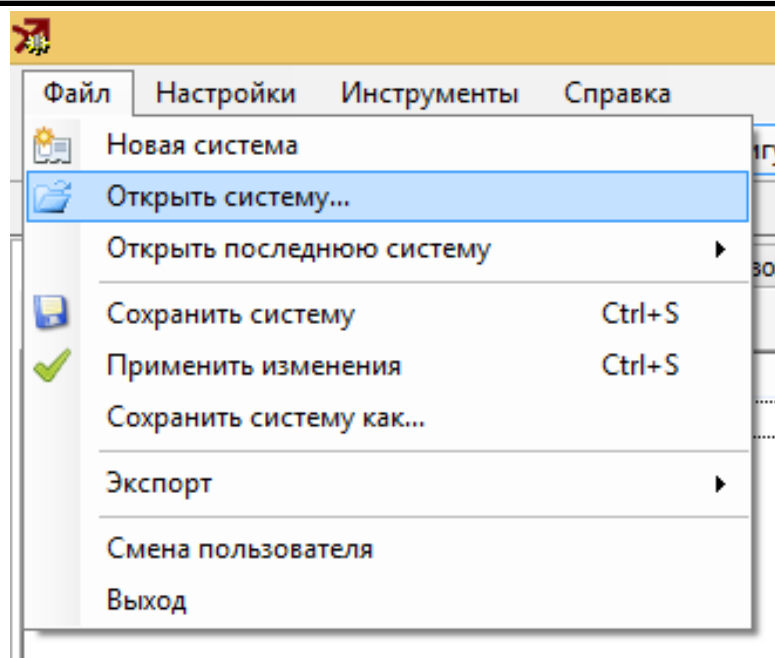 Файл Настройки Инструменты Справка
Новая система
Открыть систему...
Открыть последнюю систему
Сохранить систему Ctrl+S
Применить изменения Ctrl+S
Сохранить систему как...
Экспорт
Смена пользователя
Выход